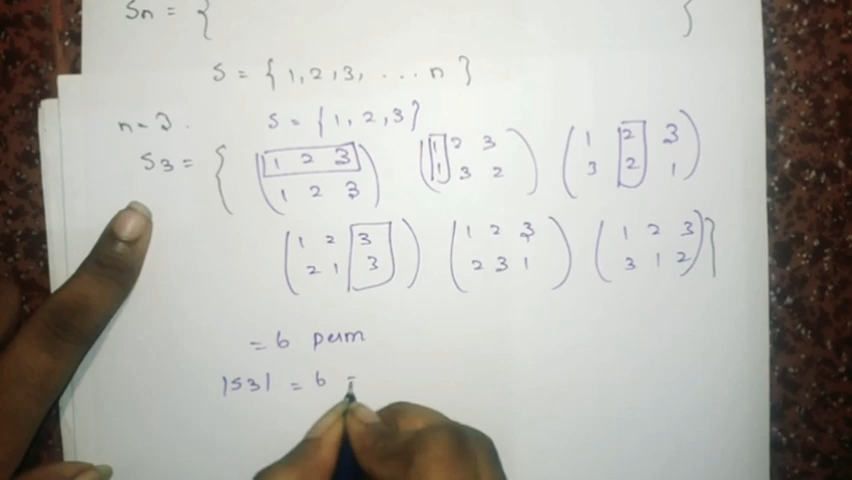 Sn = { }
S = { 1, 2, 3, ... n }
n = 3. S = { 1, 2, 3 }
S3 = { ( 1 2 3 ) ( 1 2 3 ) ( 1 2 3 )
( 1 2 3 ) ( 1 3 2 ) ( 3 2 1 )
( 1 2 3 ) ( 1 2 3 ) ( 1 2 3 ) }
( 2 1 3 ) ( 2 3 1 ) ( 3 1 2 )
= 6 perm
|S3| = 6 =